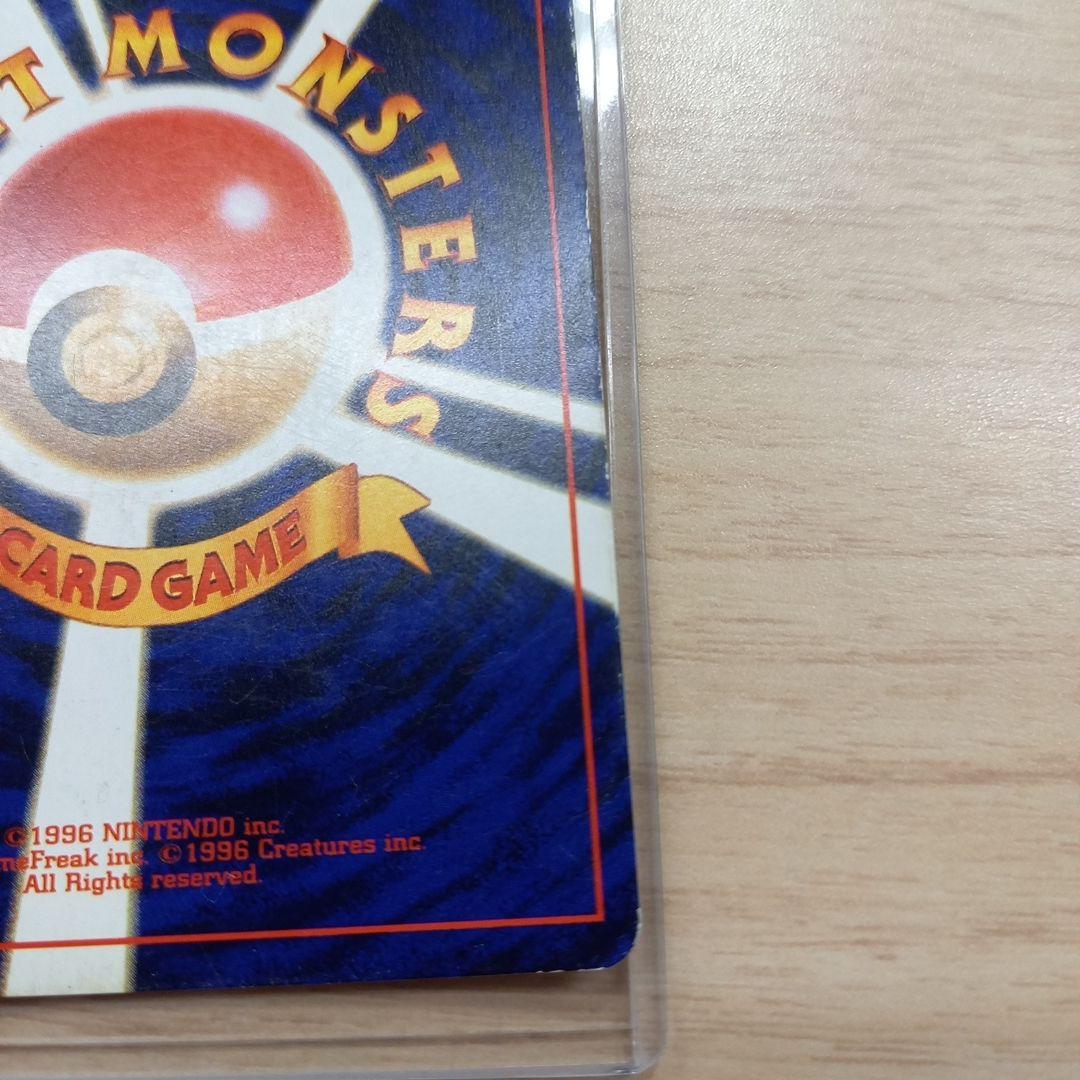 T MONSTERS
CARD GAME
©1996 NINTENDO inc.
meFreak inc. ©1996 Creatures inc.
All Rights reserved.